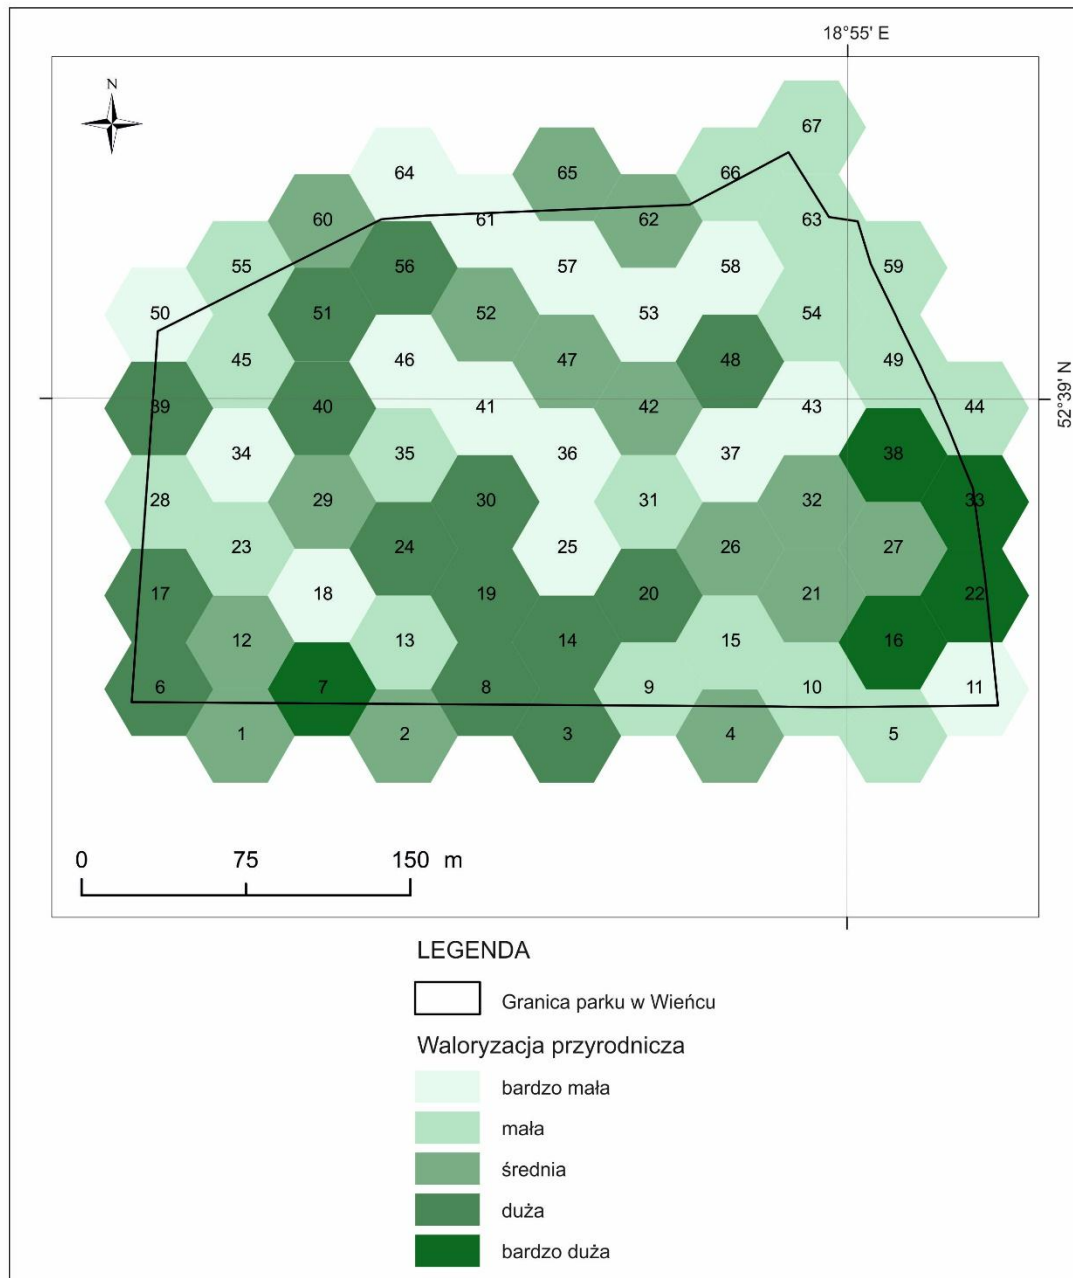 18°55' E
N
67
64 65 66
60 61 62 63
55 56 57 58 59
50 51 52 53 54
45 46 47 48 49
52°39' N
39 40 41 42 43 44
34 35 36 37 38
28 29 30 31 32 33
23 24 25 26 27
17 18 19 20 21 22
12 13 14 15 16
6 7 8 9 10 11
1 2 3 4 5
0 75 150 m
LEGENDA
Granica parku w Wieńcu
Waloryzacja przyrodnicza
bardzo mała
mała
średnia
duża
bardzo duża